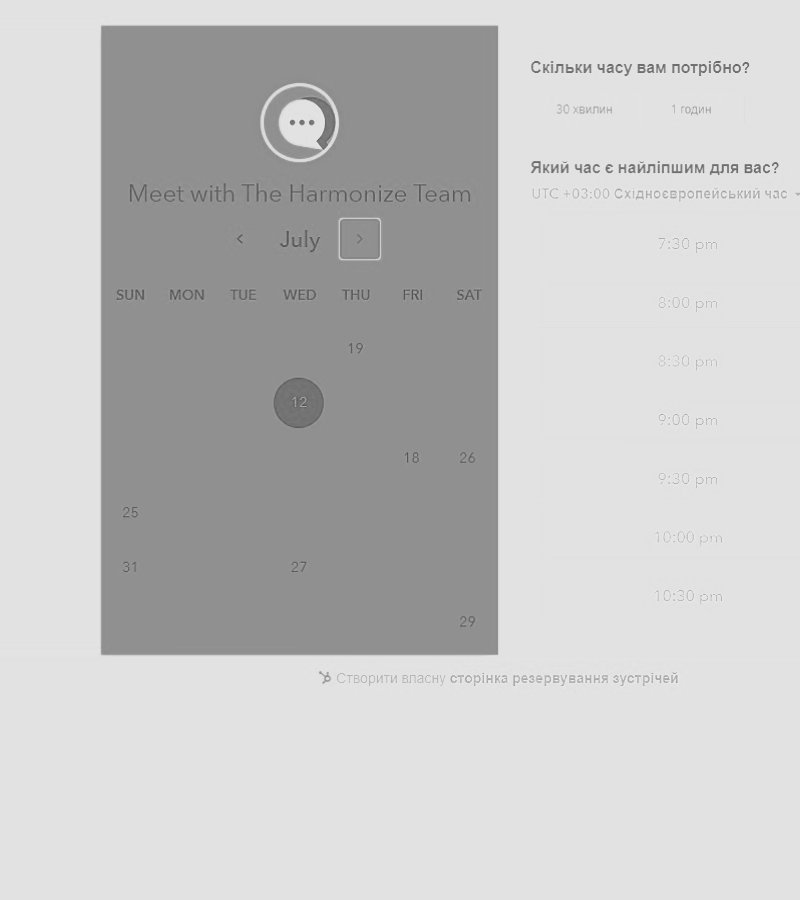 Meet with The Harmonize Team
July
SUN MON TUE WED THU FRI SAT
19
12
18 26
25
31 27
29
Скільки часу вам потрібно?
30 хвилин 1 годин
Який час є найліпшим для вас?
UTC +03:00 Східноєвропейський час
7:30 pm
8:00 pm
8:30 pm
9:00 pm
9:30 pm
10:00 pm
10:30 pm
Створити власну сторінка резервування зустрічей